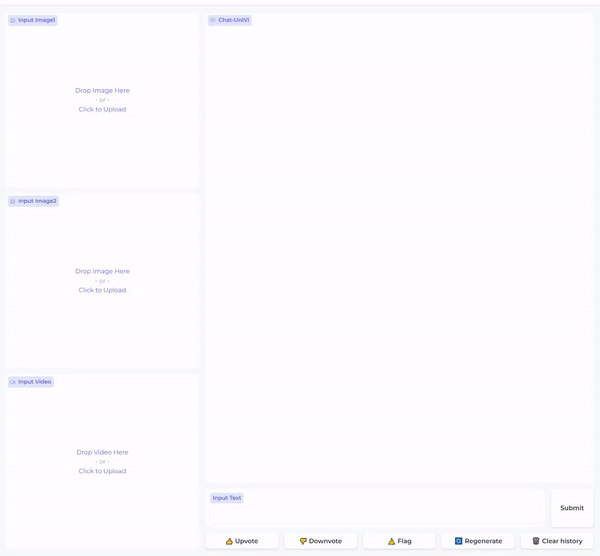 Input Image1
Drop Image Here
- or -
Click to Upload
Input Image2
Drop Image Here
- or -
Click to Upload
Input Video
Drop Video Here
- or -
Click to Upload
Chat-UniVi
Input Text
Submit
Upvote
Downvote
Flag
Regenerate
Clear history